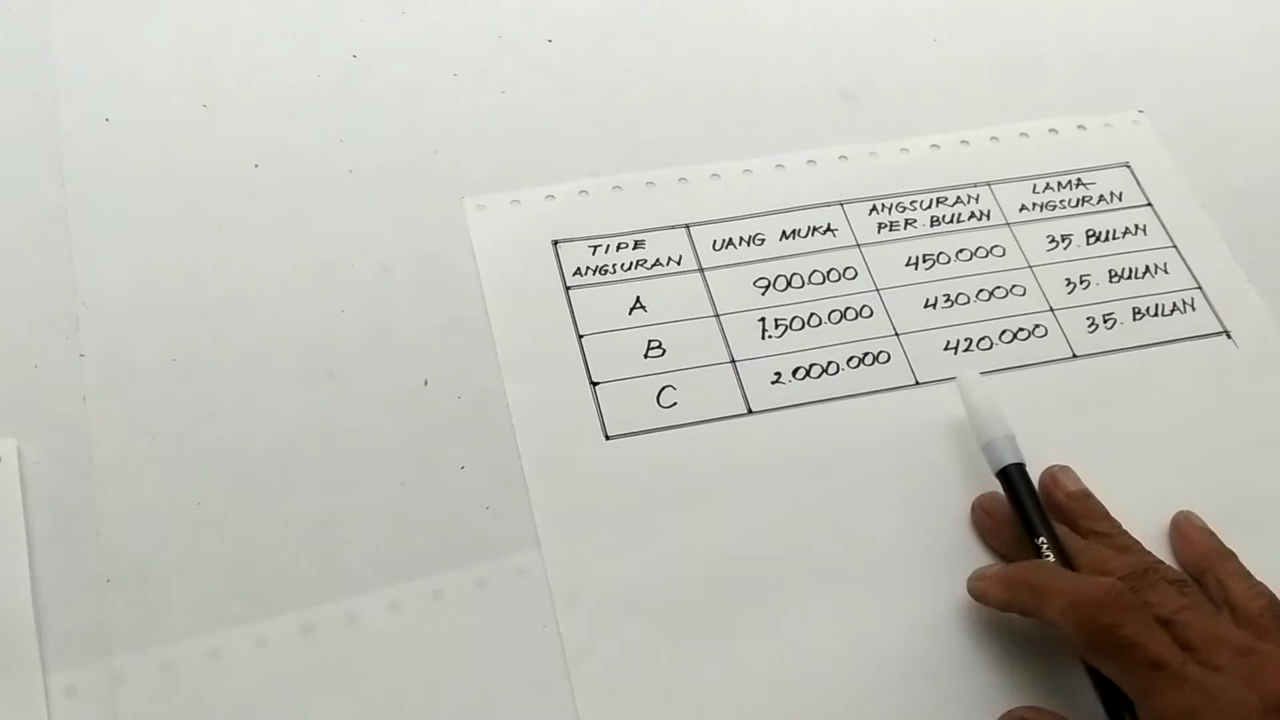 TIPE ANGSURAN UANG MUKA ANGSURAN PER.BULAN LAMA ANGSURAN
A 900.000 450.000 35. BULAN
B 1.500.000 430.000 35. BULAN
C 2.000.000 420.000 35. BULAN